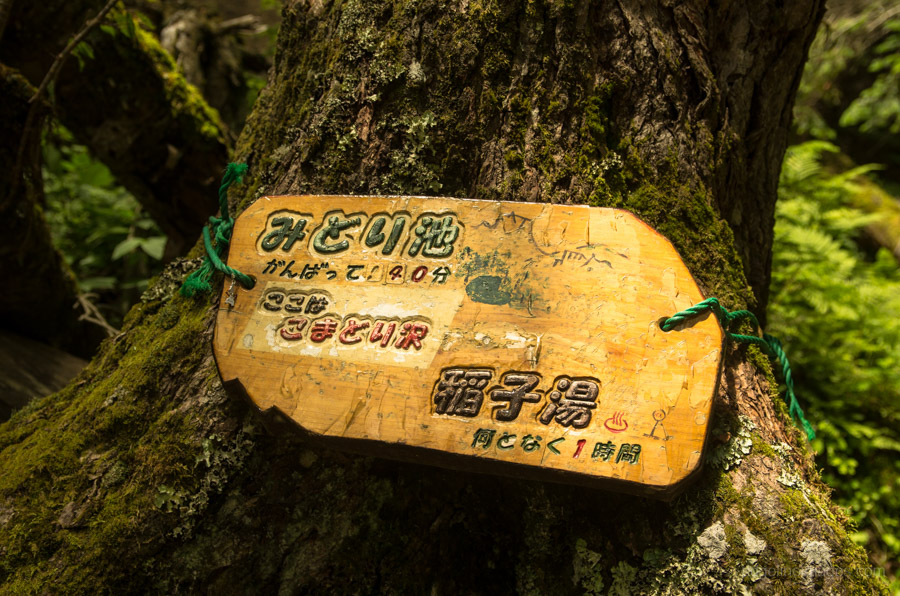 みどり池
がんばって！40分
ここは
こまどり沢
稲子湯
何となく1時間